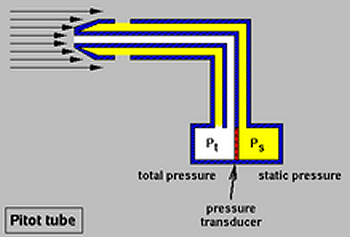 Pt Ps
total pressure static pressure
pressure
transducer
Pitot tube